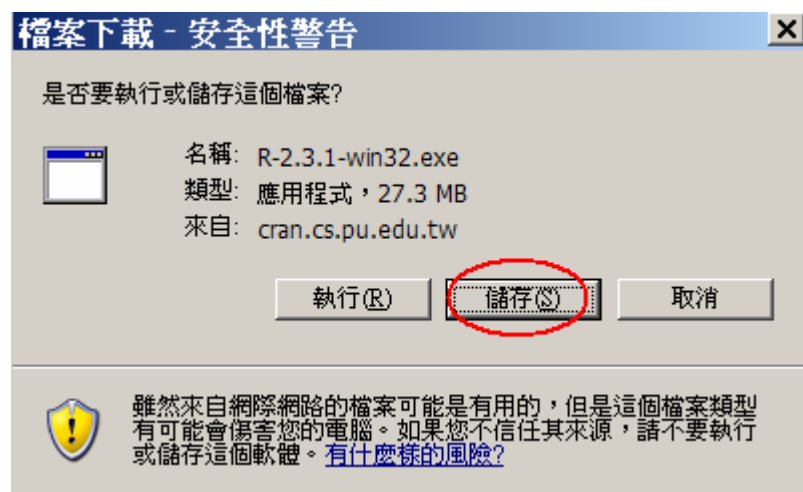 檔案下載 - 安全性警告
是否要執行或儲存這個檔案?
名稱: R-2.3.1-win32.exe
類型: 應用程式，27.3 MB
來自: cran.cs.pu.edu.tw
執行(R) 儲存(S) 取消
雖然來自網際網路的檔案可能是有用的，但是這個檔案類型
有可能會傷害您的電腦。如果您不信任其來源，請不要執行
或儲存這個軟體。有什麼樣的風險?